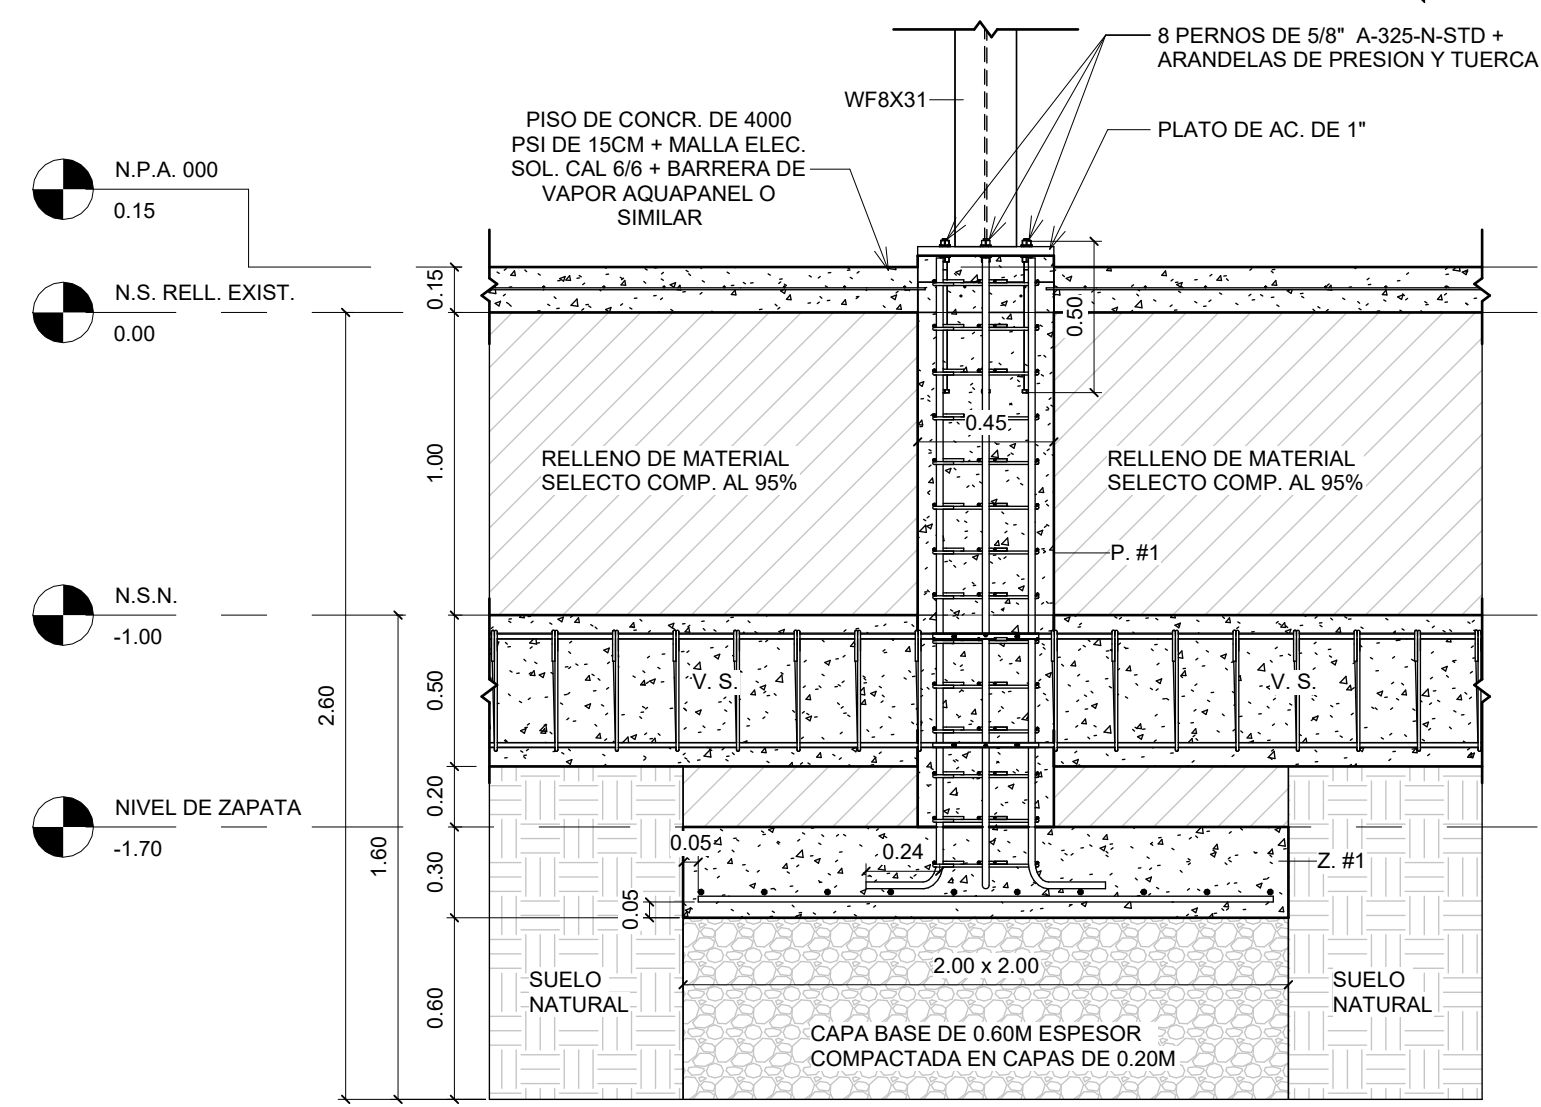 8 PERNOS DE 5/8" A-325-N-STD +
ARANDELAS DE PRESION Y TUERCA
WF8X31
PLATO DE AC. DE 1"
PISO DE CONCR. DE 4000
PSI DE 15CM + MALLA ELEC.
SOL. CAL 6/6 + BARRERA DE
VAPOR AQUAPANEL O
SIMILAR
N.P.A. 000
0.15
N.S. RELL. EXIST.
0.00
0.15
0.50
0.45
1.00
RELLENO DE MATERIAL
SELECTO COMP. AL 95%
RELLENO DE MATERIAL
SELECTO COMP. AL 95%
P. #1
N.S.N.
-1.00
2.60
0.50
V. S.
V. S.
NIVEL DE ZAPATA
-1.70
0.20
1.60
0.30
0.05
0.24
0.05
Z. #1
0.60
SUELO
NATURAL
2.00 x 2.00
SUELO
NATURAL
CAPA BASE DE 0.60M ESPESOR
COMPACTADA EN CAPAS DE 0.20M